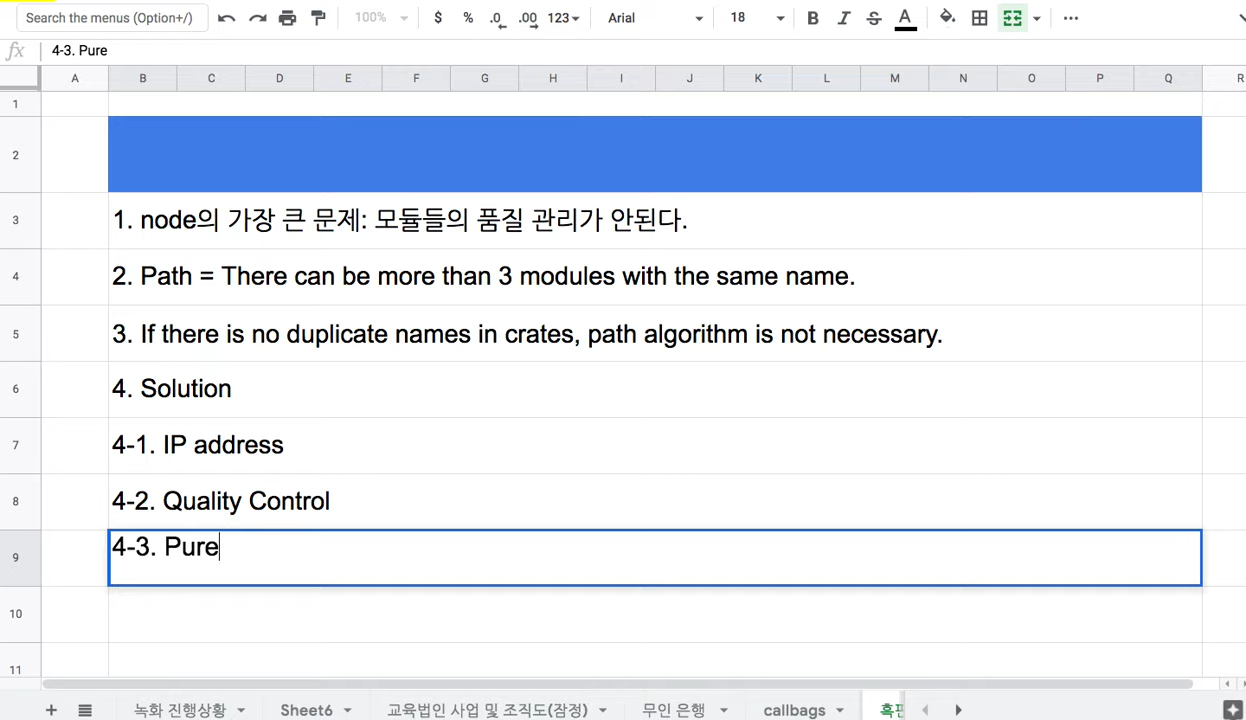 Search the menus (Option+/)
100% $ % .0 .00 123 Arial 18 B I S A
fx 4-3. Pure
A B C D E F G H I J K L M N O P Q R
1
2
3 1. node의 가장 큰 문제: 모듈들의 품질 관리가 안된다.
4 2. Path = There can be more than 3 modules with the same name.
5 3. If there is no duplicate names in crates, path algorithm is not necessary.
6 4. Solution
7 4-1. IP address
8 4-2. Quality Control
9 4-3. Pure
10
11
녹화 진행상황 Sheet6 교육법인 사업 및 조직도(잠정) 무인 은행 callbags